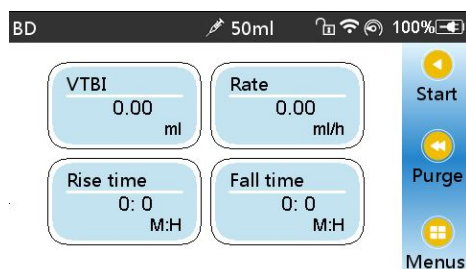 BD 50ml 100%
VTBI
0.00
ml
Rate
0.00
ml/h
Rise time
0: 0
M:H
Fall time
0: 0
M:H
Start
Purge
Menus